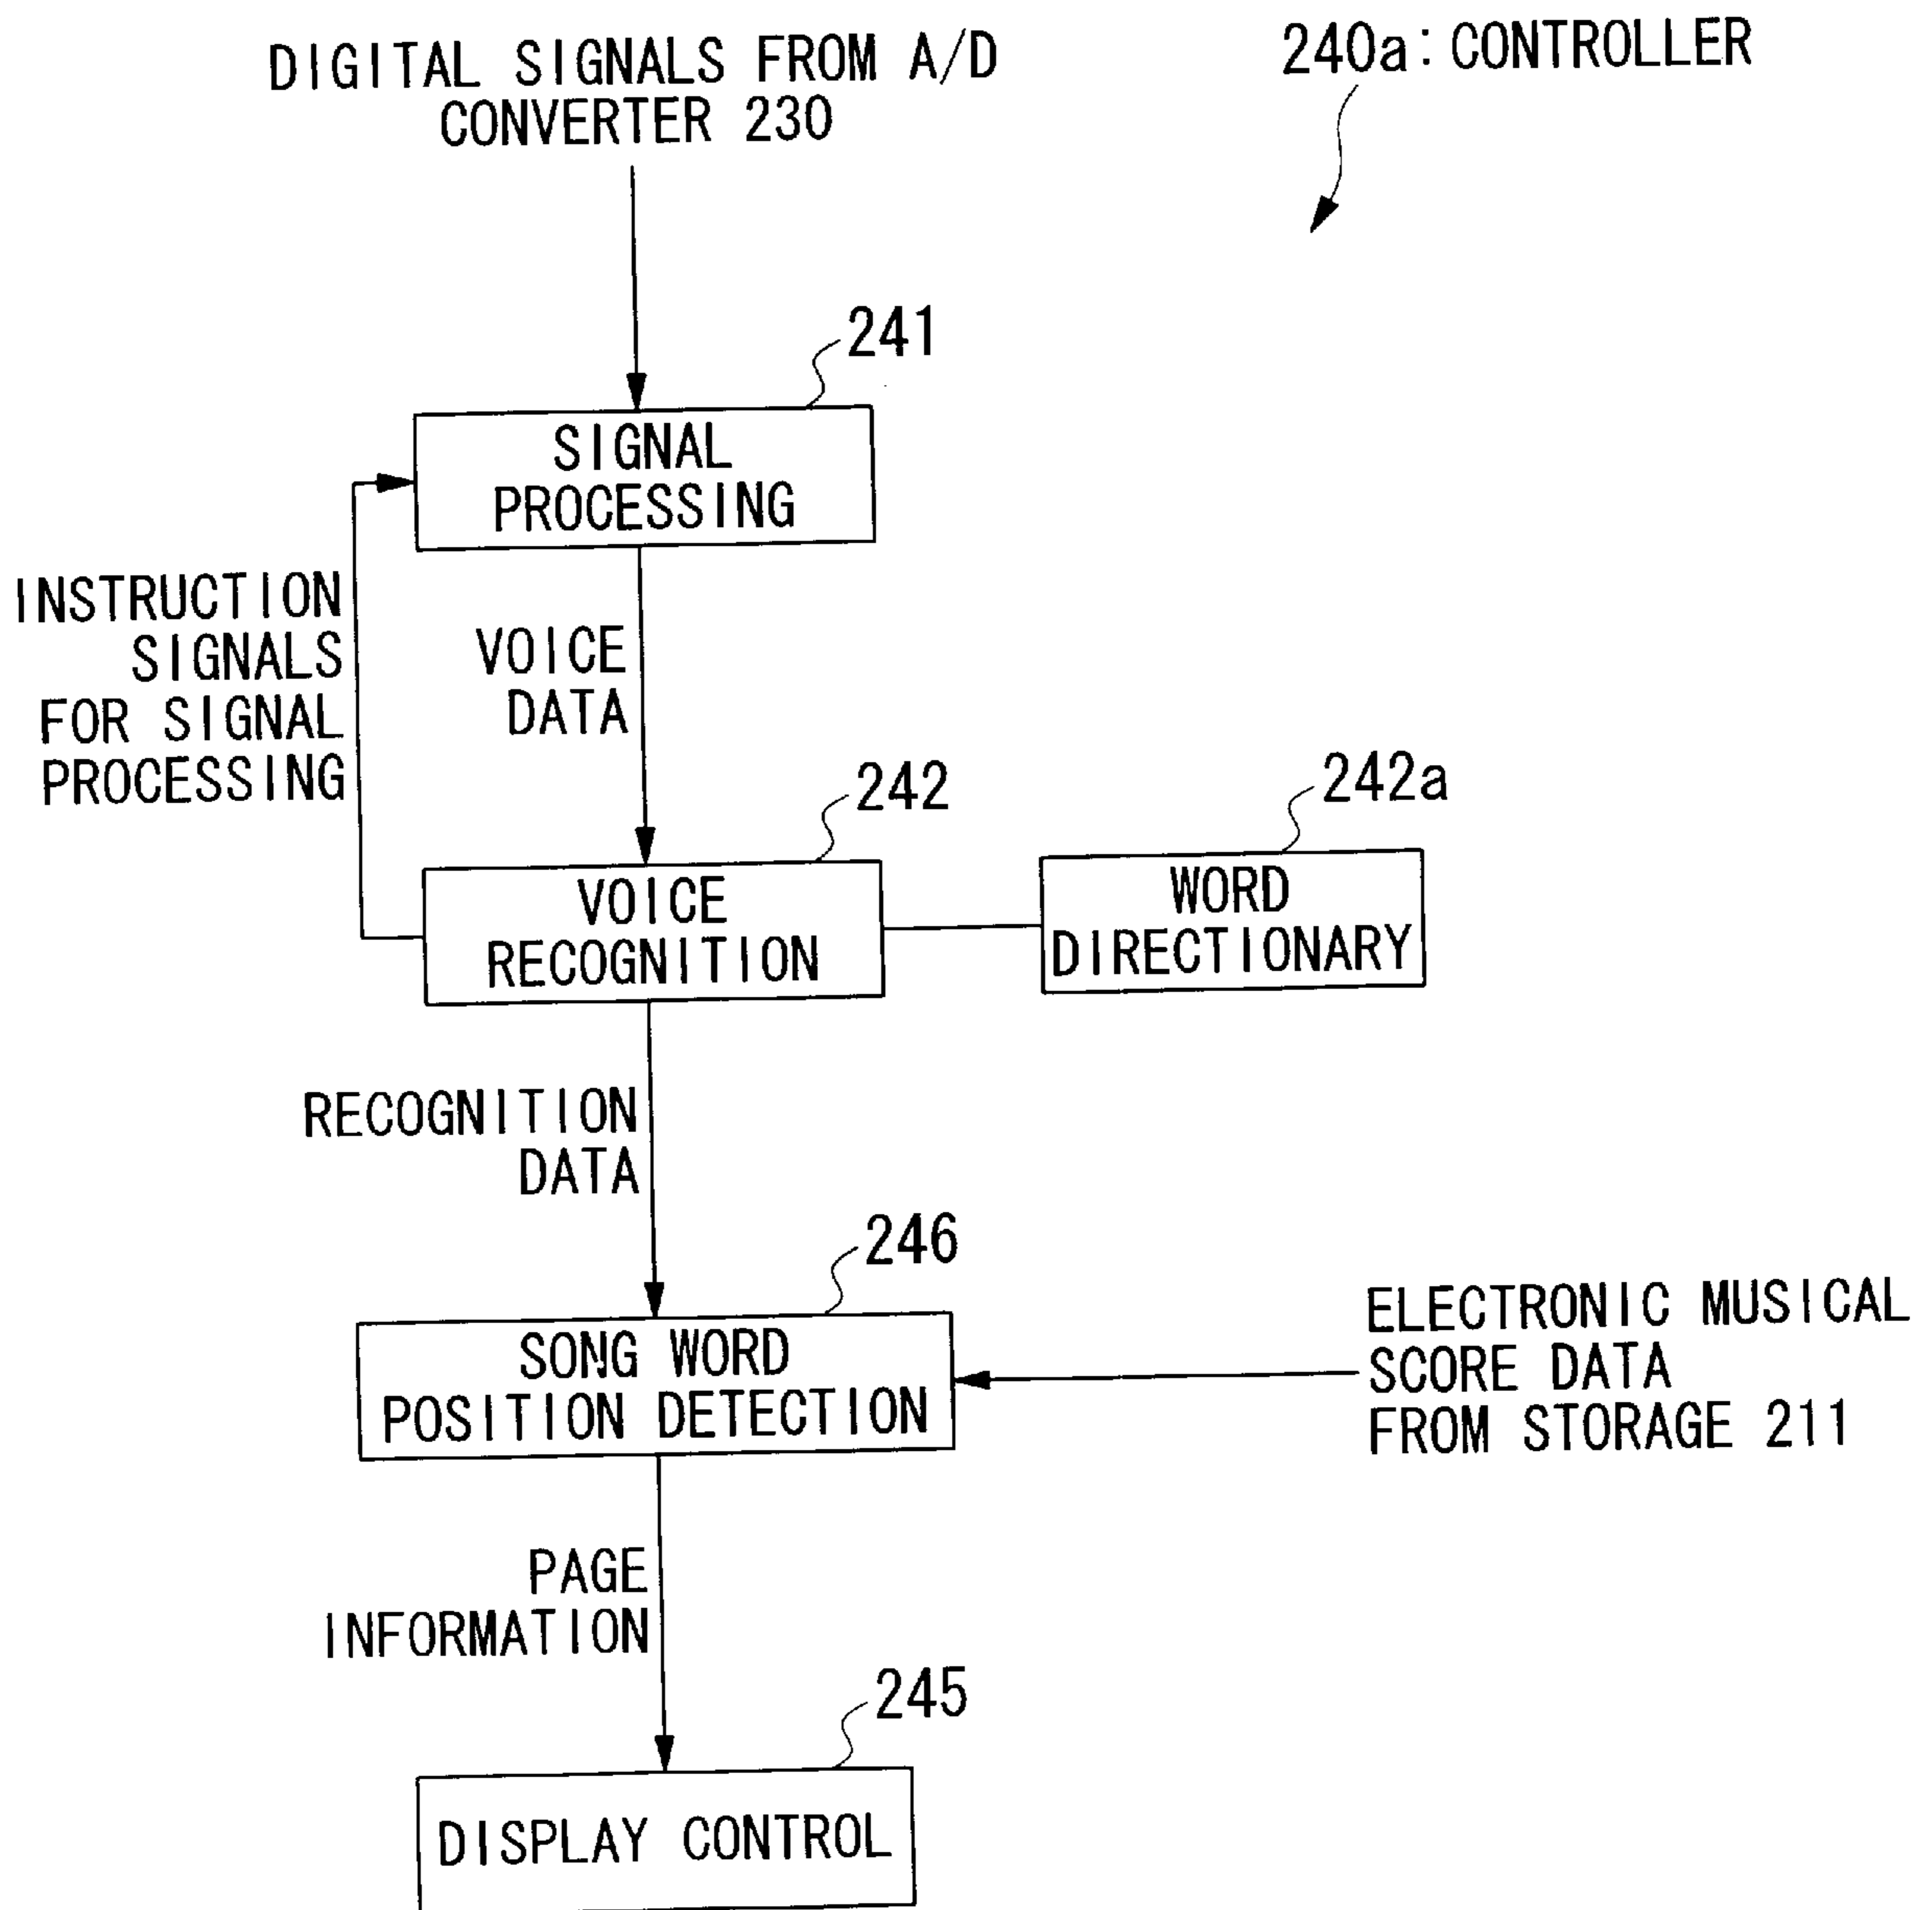 DIGITAL SIGNALS FROM A/D
CONVERTER 230
240a: CONTROLLER
241
SIGNAL
PROCESSING
INSTRUCTION
SIGNALS
FOR SIGNAL
PROCESSING
VOICE
DATA
242
242a
VOICE
RECOGNITION
WORD
DIRECTIONARY
RECOGNITION
DATA
246
SONG WORD
POSITION DETECTION
ELECTRONIC MUSICAL
SCORE DATA
FROM STORAGE 211
PAGE
INFORMATION
245
DISPLAY CONTROL